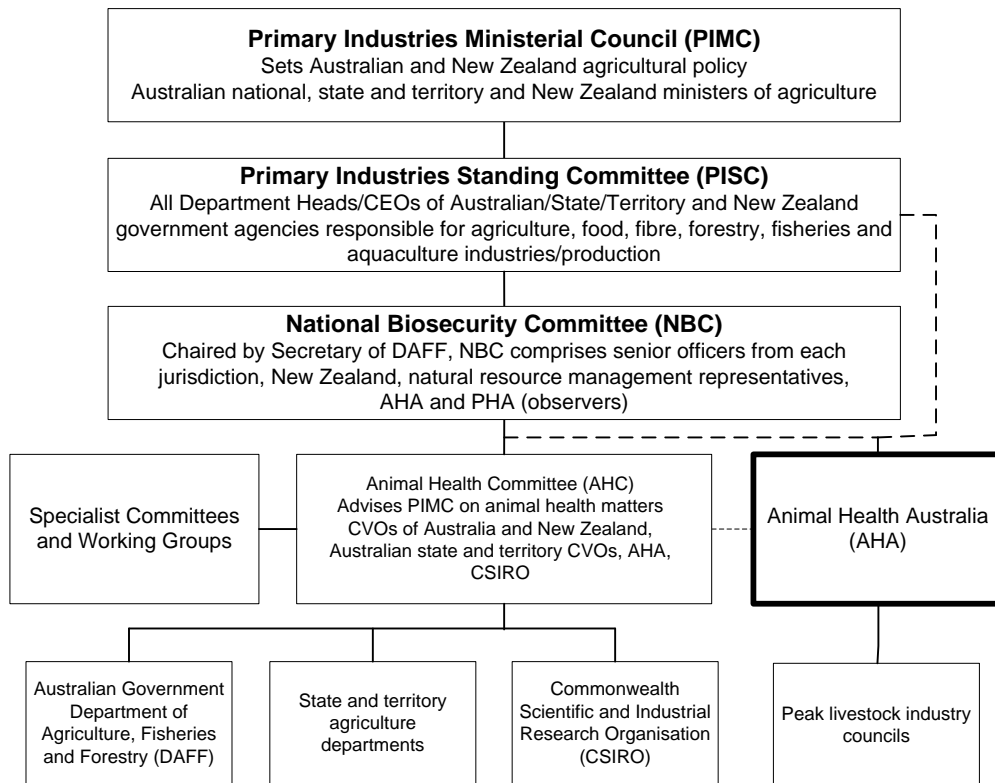 Primary Industries Ministerial Council (PIMC)
Sets Australian and New Zealand agricultural policy
Australian national, state and territory and New Zealand ministers of agriculture
Primary Industries Standing Committee (PISC)
All Department Heads/CEOs of Australian/State/Territory and New Zealand
government agencies responsible for agriculture, food, fibre, forestry, fisheries and
aquaculture industries/production
National Biosecurity Committee (NBC)
Chaired by Secretary of DAFF, NBC comprises senior officers from each
jurisdiction, New Zealand, natural resource management representatives,
AHA and PHA (observers)
Specialist Committees
and Working Groups
Animal Health Committee (AHC)
Advises PIMC on animal health matters
CVOs of Australia and New Zealand,
Australian state and territory CVOs, AHA,
CSIRO
Animal Health Australia
(AHA)
Australian Government
Department of
Agriculture, Fisheries
and Forestry (DAFF)
State and territory
agriculture
departments
Commonwealth
Scientific and Industrial
Research Organisation
(CSIRO)
Peak livestock industry
councils